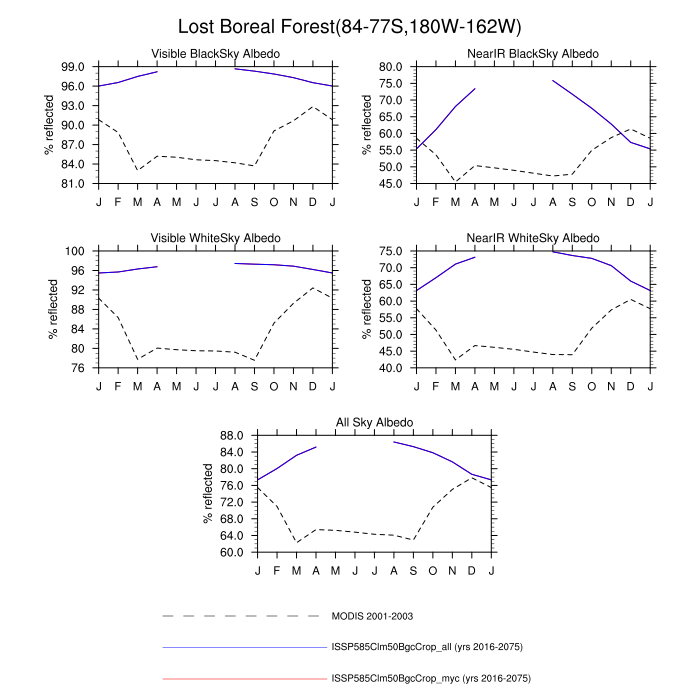 Lost Boreal Forest(84-77S,180W-162W)
Visible BlackSky Albedo
% reflected
99.0
96.0
93.0
90.0
87.0
84.0
81.0
J F M A M J J A S O N D J
NearIR BlackSky Albedo
% reflected
80.0
75.0
70.0
65.0
60.0
55.0
50.0
45.0
J F M A M J J A S O N D J
Visible WhiteSky Albedo
% reflected
100
96
92
88
84
80
76
J F M A M J J A S O N D J
NearIR WhiteSky Albedo
% reflected
75.0
70.0
65.0
60.0
55.0
50.0
45.0
40.0
J F M A M J J A S O N D J
All Sky Albedo
% reflected
88.0
84.0
80.0
76.0
72.0
68.0
64.0
60.0
J F M A M J J A S O N D J
MODIS 2001-2003
ISSP585Clm50BgcCrop_all (yrs 2016-2075)
ISSP585Clm50BgcCrop_myc (yrs 2016-2075)